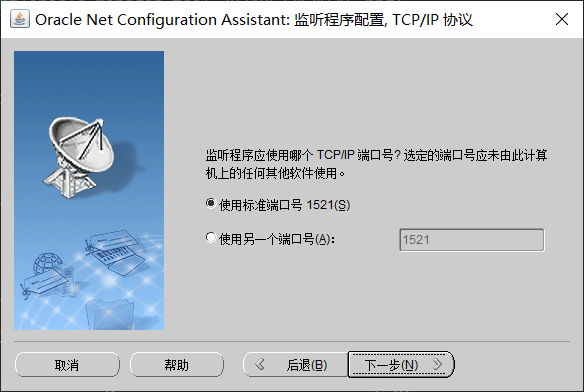 Oracle Net Configuration Assistant: 监听程序配置, TCP/IP 协议
监听程序应使用哪个 TCP/IP 端口号? 选定的端口号应未由此计算
机上的任何其他软件使用。
使用标准端口号 1521(S)
使用另一个端口号(A):
1521
取消
帮助
后退(B)
下一步(N)